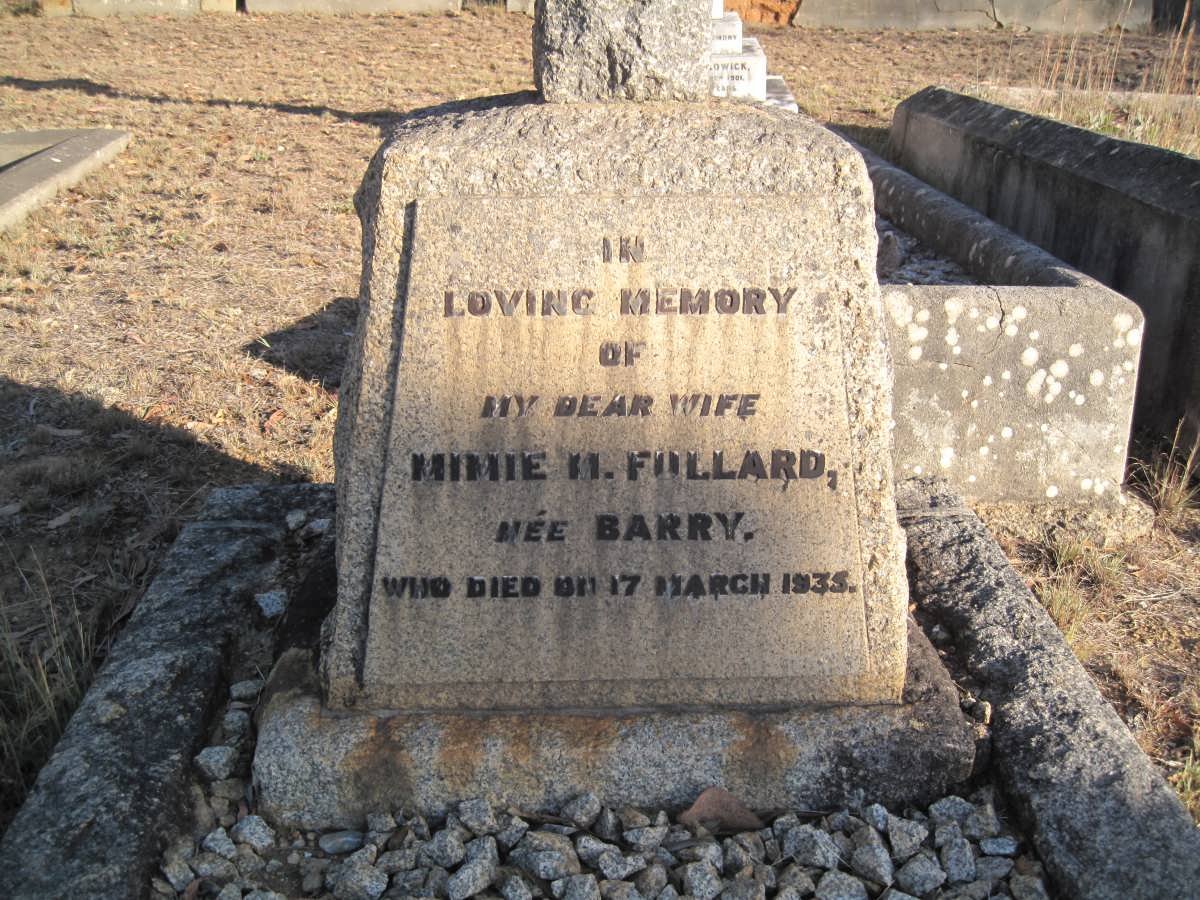 IN
LOVING MEMORY
OF
MY DEAR WIFE
MIMIE M. FULLARD,
NÉE BARRY.
WHO DIED ON 17 MARCH 1935.